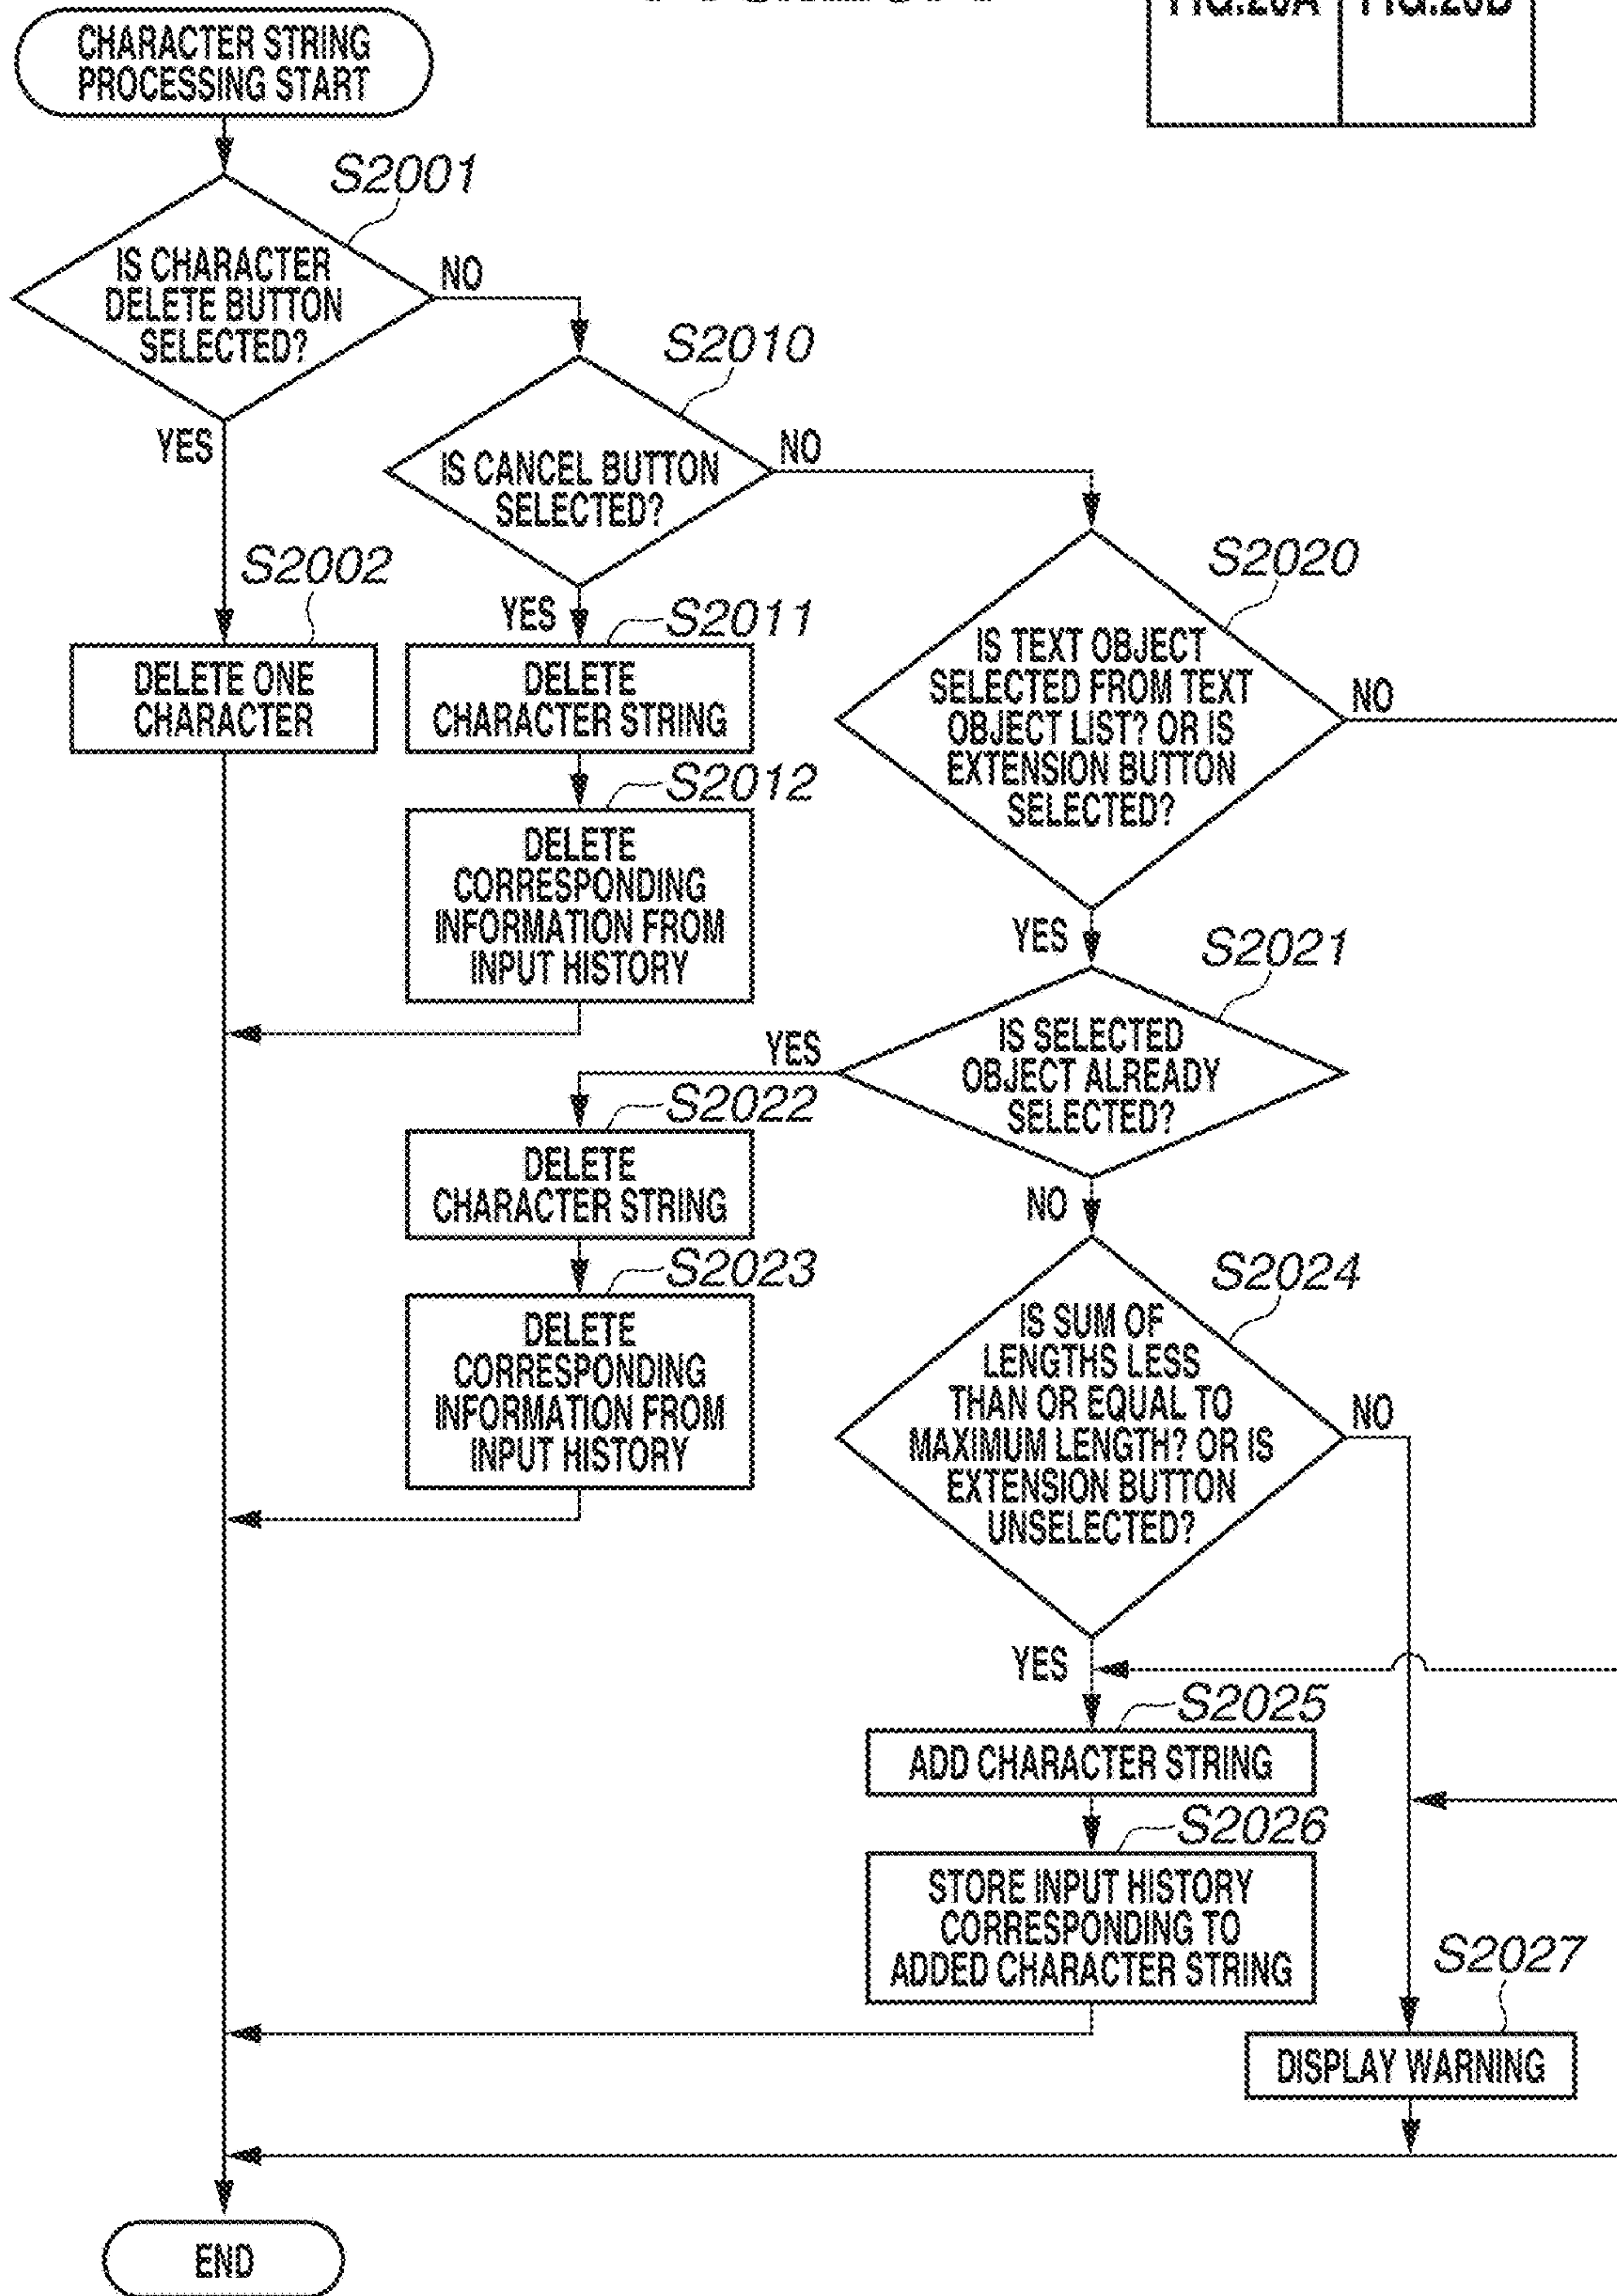 FIG.20A FIG.20B
CHARACTER STRING
PROCESSING START
S2001
IS CHARACTER
DELETE BUTTON
SELECTED?
NO
YES
S2010
IS CANCEL BUTTON
SELECTED?
NO
YES
S2002
DELETE ONE
CHARACTER
S2011
DELETE
CHARACTER STRING
S2012
DELETE
CORRESPONDING
INFORMATION FROM
INPUT HISTORY
S2020
IS TEXT OBJECT
SELECTED FROM TEXT
OBJECT LIST? OR IS
EXTENSION BUTTON
SELECTED?
NO
YES
S2021
IS SELECTED
OBJECT ALREADY
SELECTED?
YES
NO
S2022
DELETE
CHARACTER STRING
S2023
DELETE
CORRESPONDING
INFORMATION FROM
INPUT HISTORY
S2024
IS SUM OF
LENGTHS LESS
THAN OR EQUAL TO
MAXIMUM LENGTH? OR IS
EXTENSION BUTTON
UNSELECTED?
NO
YES
S2025
ADD CHARACTER STRING
S2026
STORE INPUT HISTORY
CORRESPONDING TO
ADDED CHARACTER STRING
S2027
DISPLAY WARNING
END